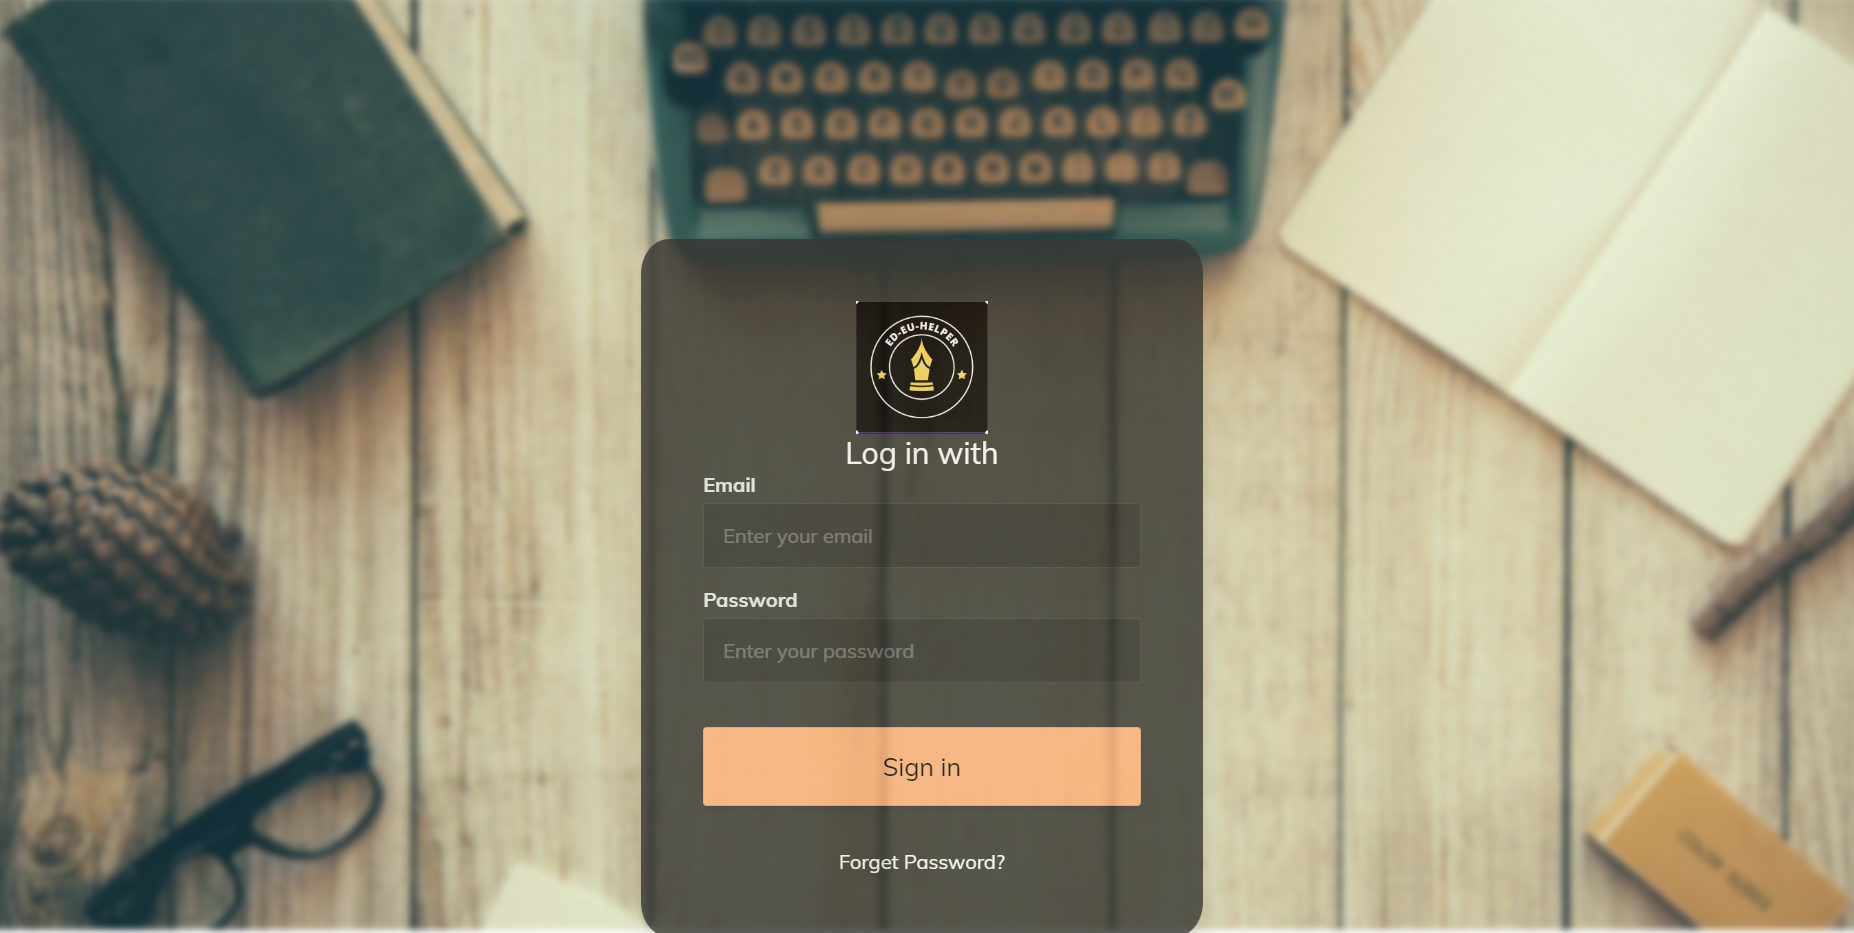 ED-EU-HELPER
Log in with
Email
Enter your email
Password
Enter your password
Sign in
Forget Password?